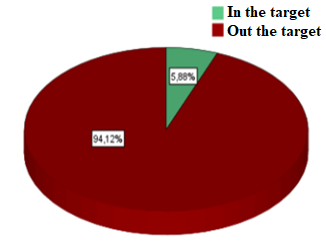 In the target
Out the target
5,88%
94,12%